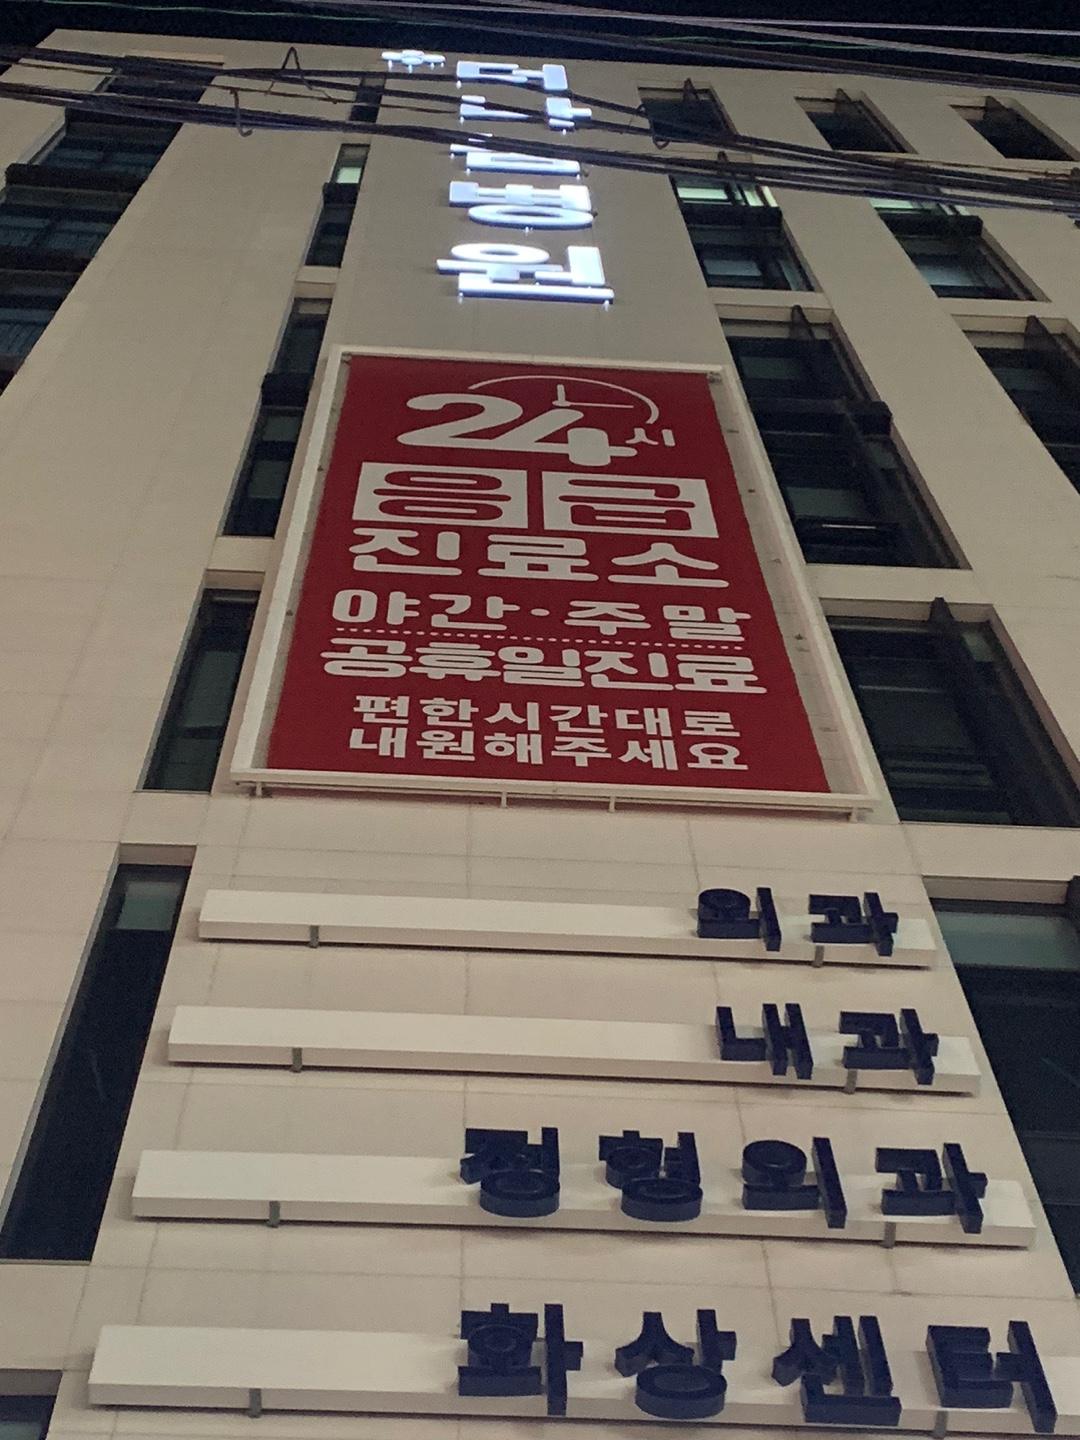 병원
24시
응급
진료소
야간·주말
공휴일진료
편한시간대로
내원해주세요
외과
내과
정형외과
화상센터